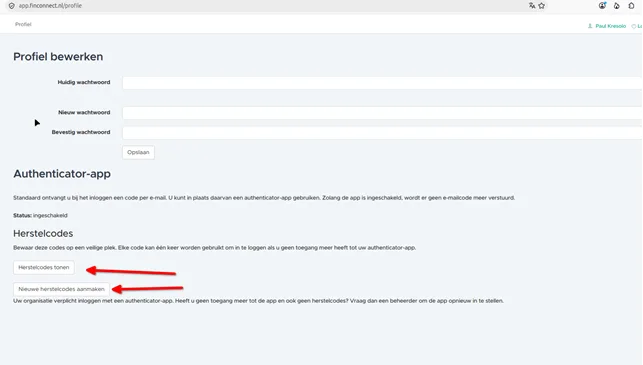 app.finconnect.nl/profile
Profiel
Paul Kresoic
Profiel bewerken
Huidig wachtwoord
Nieuw wachtwoord
Bevestig wachtwoord
Opslaan
Authenticator-app
Standaard ontvangt u bij het inloggen een code per e-mail. U kunt in plaats daarvan een authenticator-app gebruiken. Zolang de app is ingeschakeld, wordt er geen e-mailcode meer verstuurd.
Status: ingeschakeld
Herstelcodes
Bewaar deze codes op een veilige plek. Elke code kan één keer worden gebruikt om in te loggen als u geen toegang meer heeft tot uw authenticator-app.
Herstelcodes tonen
Nieuwe herstelcodes aanmaken
Uw organisatie verplicht inloggen met een authenticator-app. Heeft u geen toegang meer tot de app en ook geen herstelcodes? Vraag dan een beheerder om de app opnieuw in te stellen.